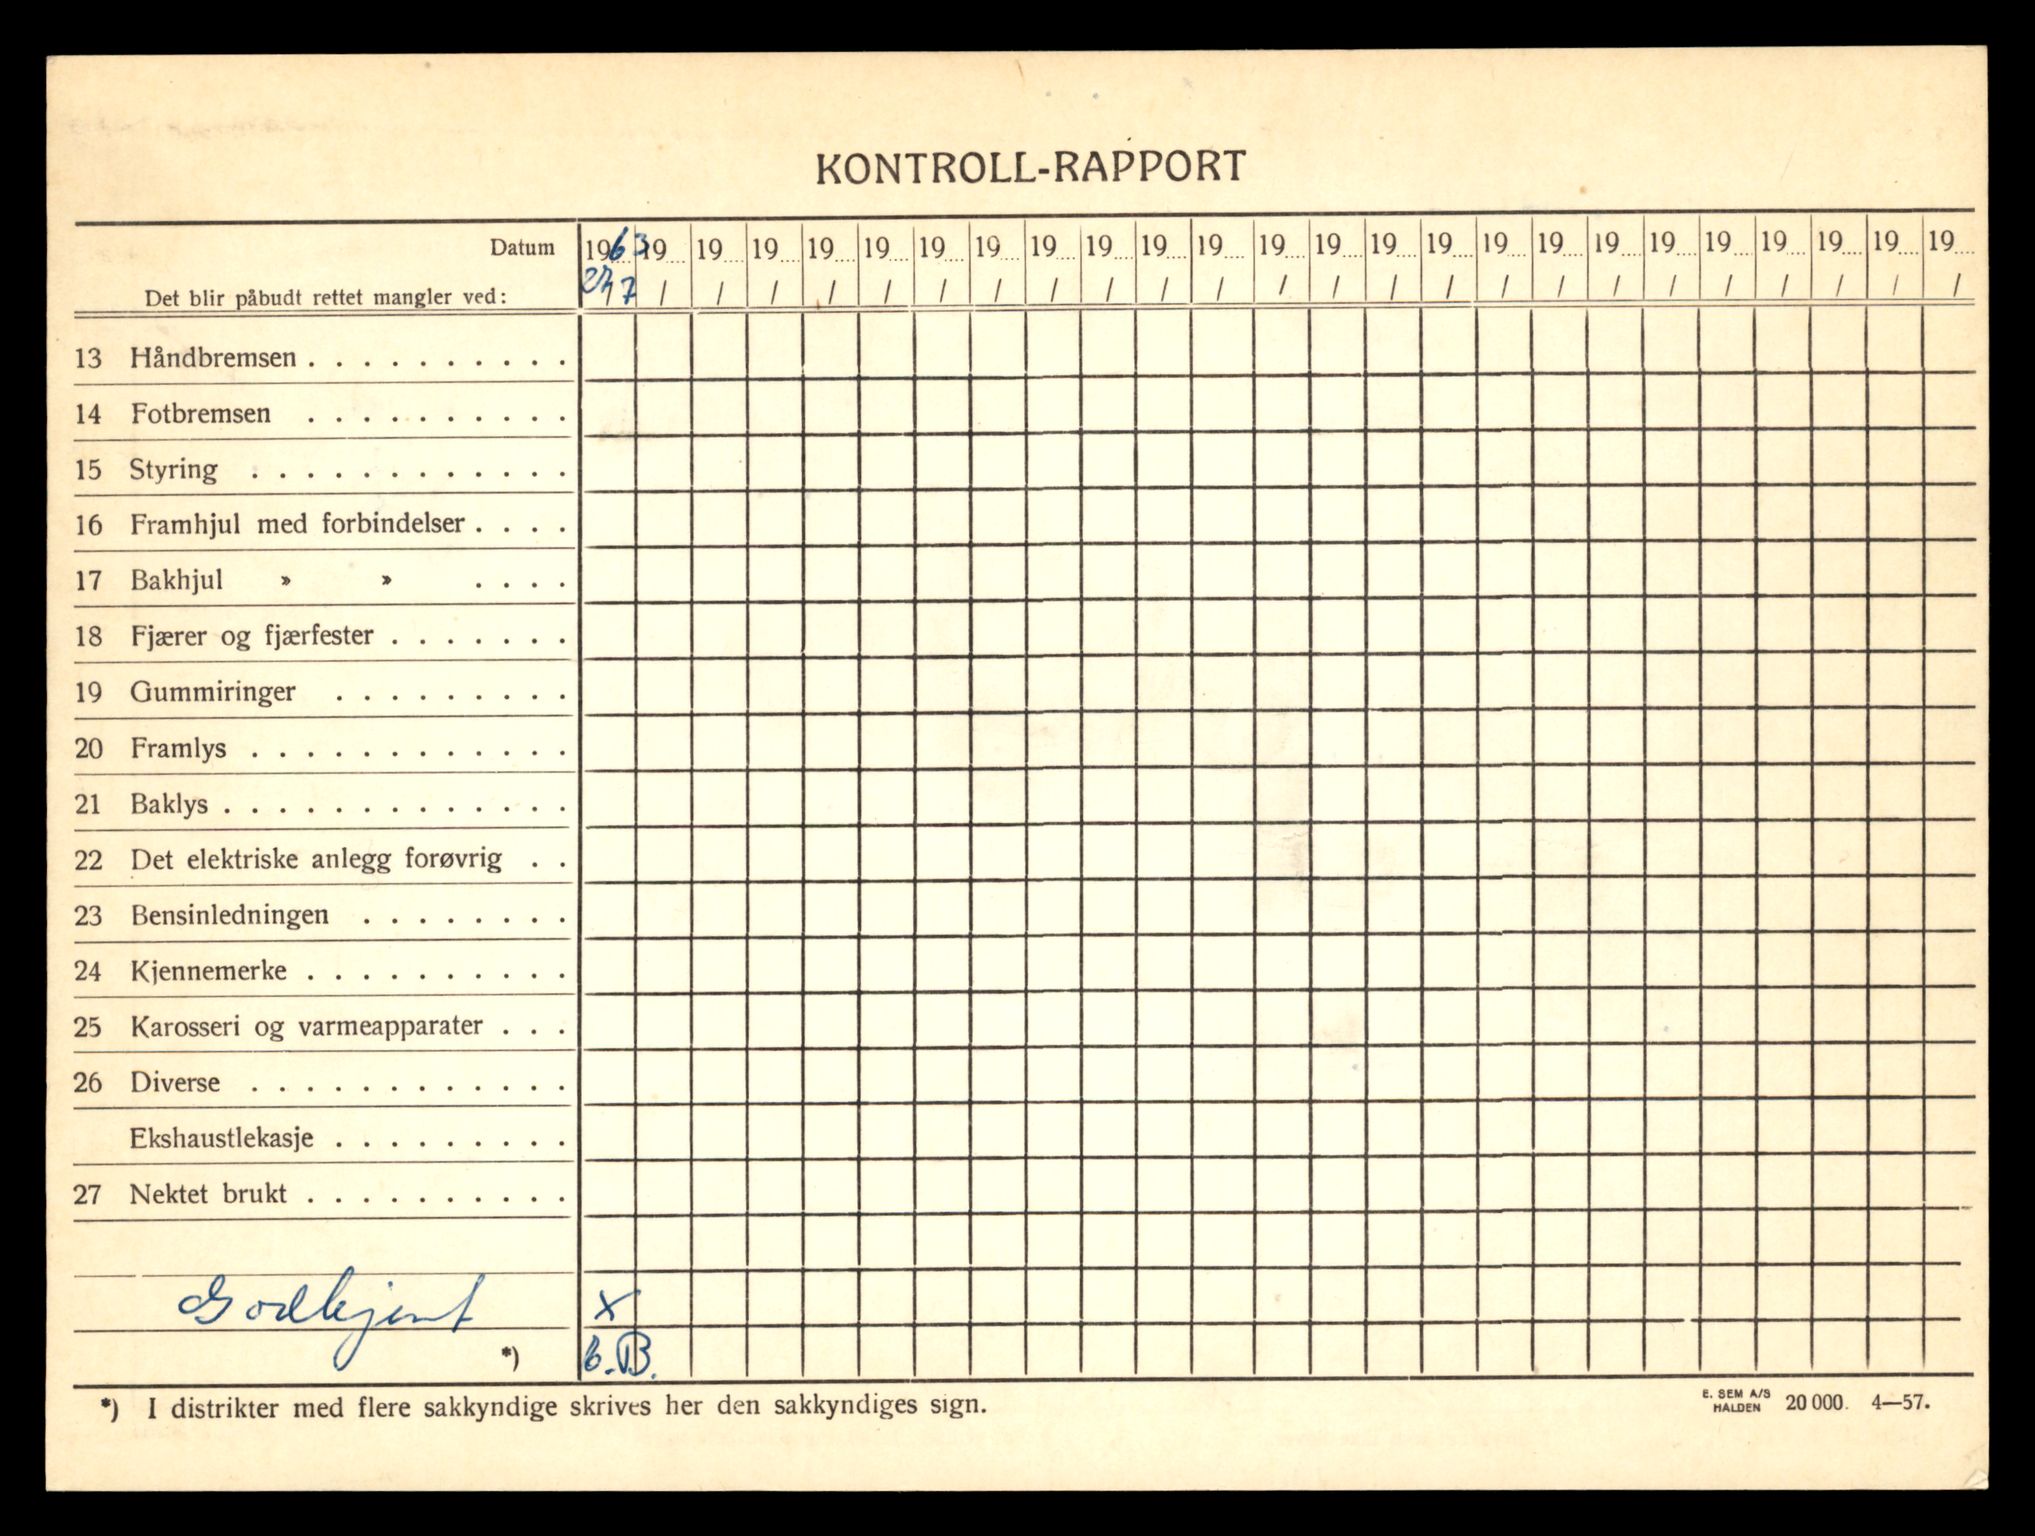 KONTROLL-RAPPORT
Datum 1963 19 19 19 19 19 19 19 19 19 19 19 19 19 19 19 19 19 19 19 19 19 19 19 19
Det blir påbudt rettet mangler ved: / 7 / / / / / / / / / / / / / / / / / / / / / / / /
13 Håndbremsen . . . . . . . . . .
14 Fotbremsen . . . . . . . . . .
15 Styring . . . . . . . . . . . .
16 Framhjul med forbindelser . . . .
17 Bakhjul » » . . . .
18 Fjærer og fjærfester . . . . . . .
19 Gummiringer . . . . . . . . .
20 Framlys . . . . . . . . . . . .
21 Baklys . . . . . . . . . . . . .
22 Det elektriske anlegg forøvrig . .
23 Bensinledningen . . . . . . . .
24 Kjennemerke . . . . . . . . . .
25 Karosseri og varmeapparater . . .
26 Diverse . . . . . . . . . . . .
Ekshaustlekasje . . . . . . . . .
27 Nektet brukt . . . . . . . . . .
Godkjent x
*) B.
*) I distrikter med flere sakkyndige skrives her den sakkyndiges sign.
E. SEM A/S
HALDEN 20 000. 4—57.